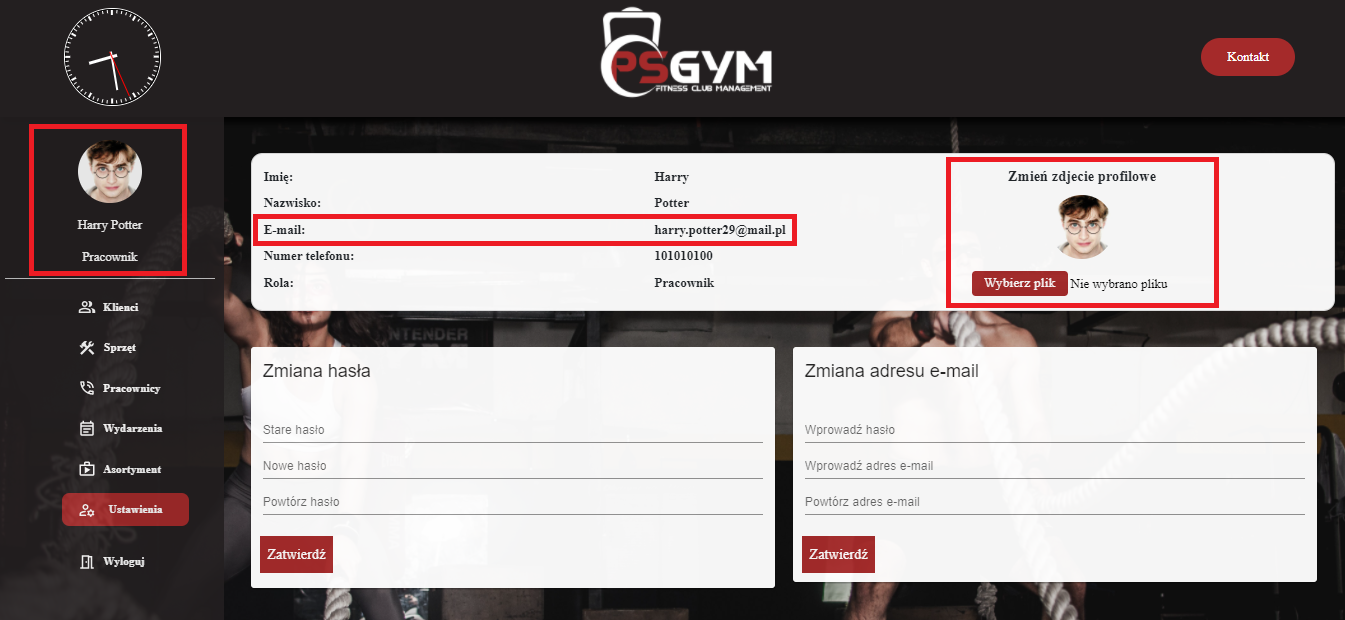 PSGYM
FITNESS CLUB MANAGEMENT
Kontakt
Harry Potter
Pracownik
Klienci
Sprzęt
Pracownicy
Wydarzenia
Asortyment
Ustawienia
Wyloguj
Imię: Harry
Nazwisko: Potter
E-mail: harry.potter29@mail.pl
Numer telefonu: 101010100
Rola: Pracownik
Zmień zdjecie profilowe
Wybierz plik Nie wybrano pliku
NTENDER
Zmiana hasła
Stare hasło
Nowe hasło
Powtórz hasło
Zatwierdź
Zmiana adresu e-mail
Wprowadź hasło
Wprowadź adres e-mail
Powtórz adres e-mail
Zatwierdź